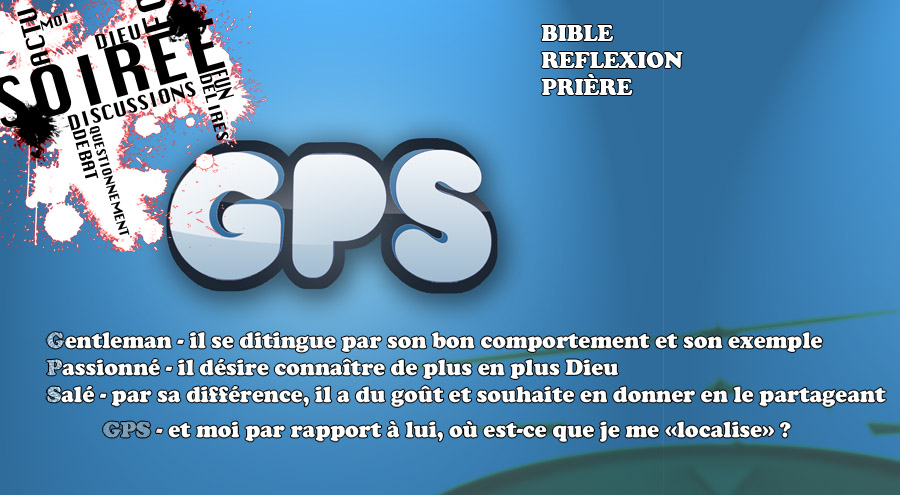 MOI
ACTU
DIEU
FO
SOIRÉE
FUN
DÉLIRES
DISCUSSIONS
QUESTIONNEMENT
DÉBAT
BIBLE
REFLEXION
PRIÈRE
GPS
Gentleman - il se ditingue par son bon comportement et son exemple
Passionné - il désire connaître de plus en plus Dieu
Salé - par sa différence, il a du goût et souhaite en donner en le partageant
GPS - et moi par rapport à lui, où est-ce que je me «localise» ?